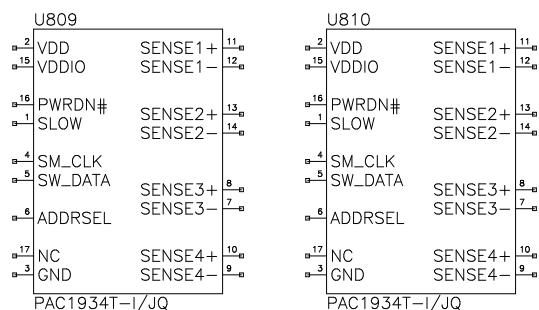 U809
2 VDD SENSE1+ 11
15 VDDIO SENSE1- 12
16 PWRDN# SENSE2+ 13
1 SLOW SENSE2- 14
4 SM_CLK
5 SW_DATA SENSE3+ 8
SENSE3- 7
6 ADDRSEL
17 NC SENSE4+ 10
3 GND SENSE4- 9
PAC1934T-I/JQ
U810
2 VDD SENSE1+ 11
15 VDDIO SENSE1- 12
16 PWRDN# SENSE2+ 13
1 SLOW SENSE2- 14
4 SM_CLK
5 SW_DATA SENSE3+ 8
SENSE3- 7
6 ADDRSEL
17 NC SENSE4+ 10
3 GND SENSE4- 9
PAC1934T-I/JQ